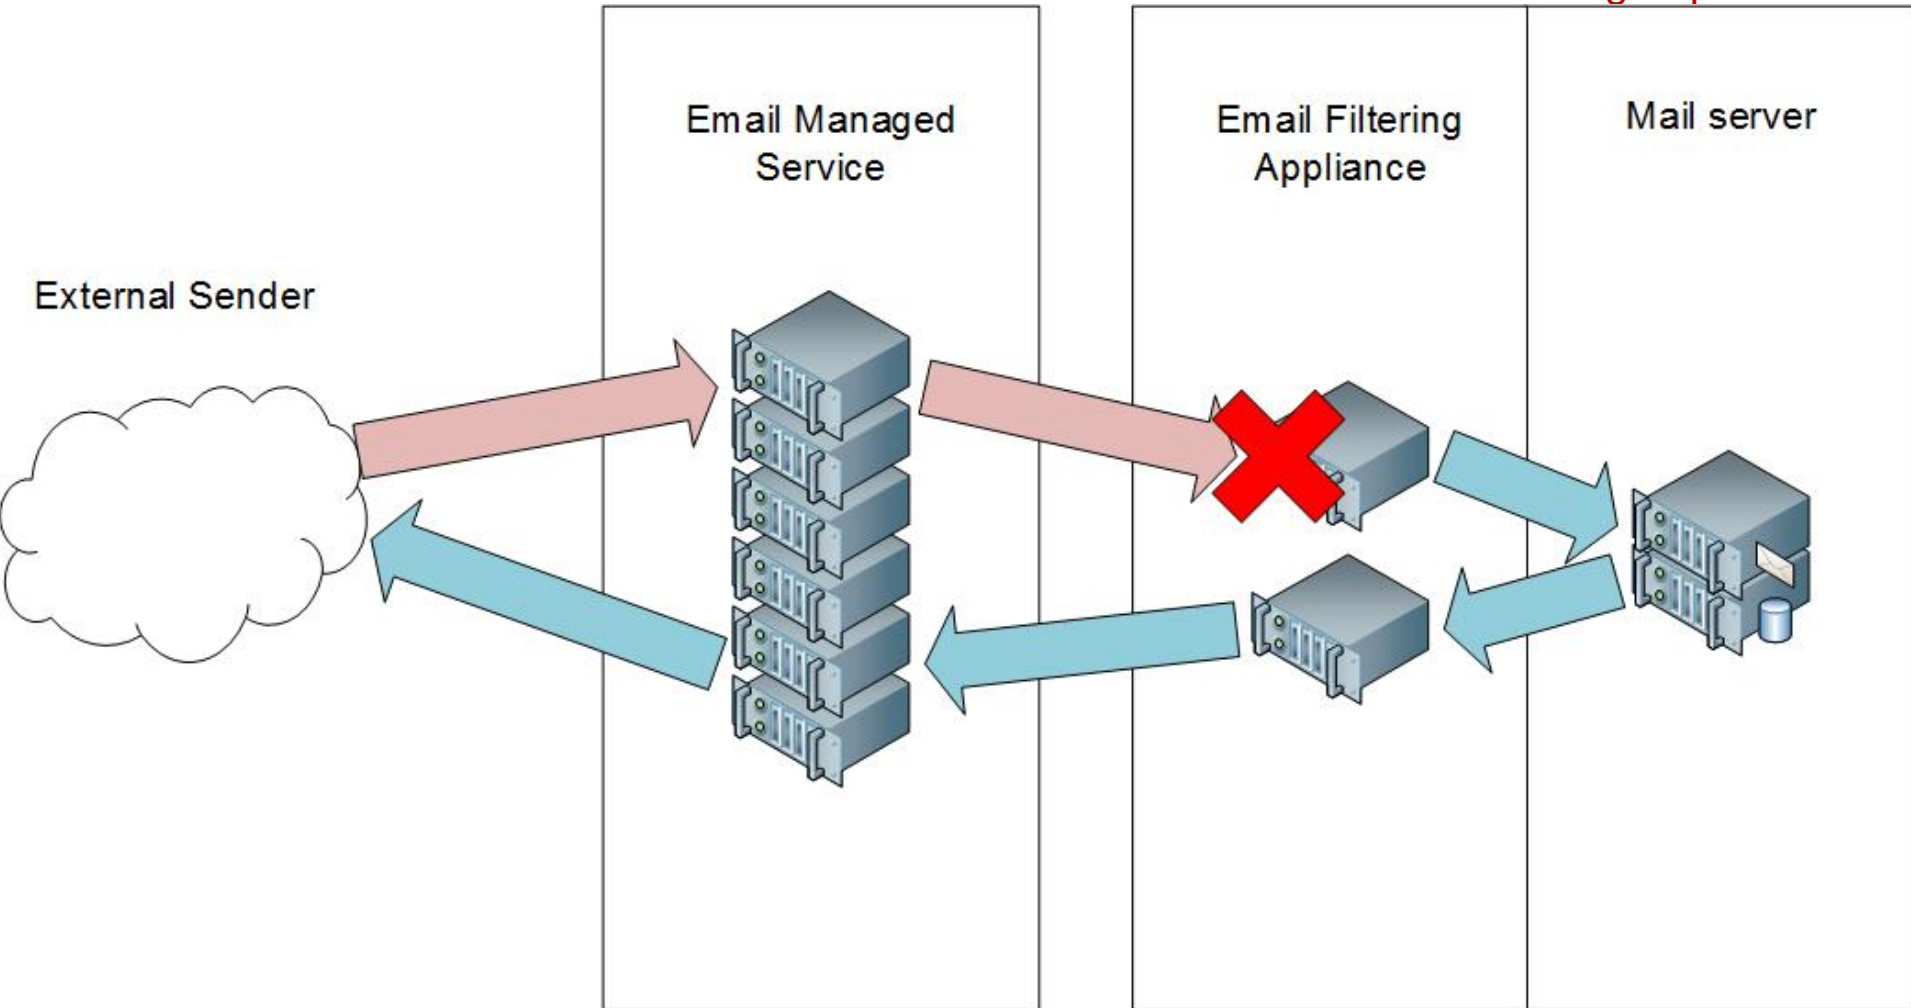 Email Managed
Service
Email Filtering
Appliance
Mail server
External Sender